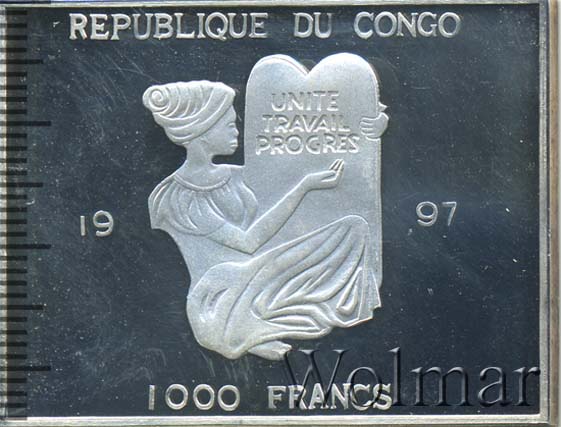 REPUBLIQUE DU CONGO
UNITE
TRAVAIL
PROGRES
19 97
1000 FRANCS
Wolmar